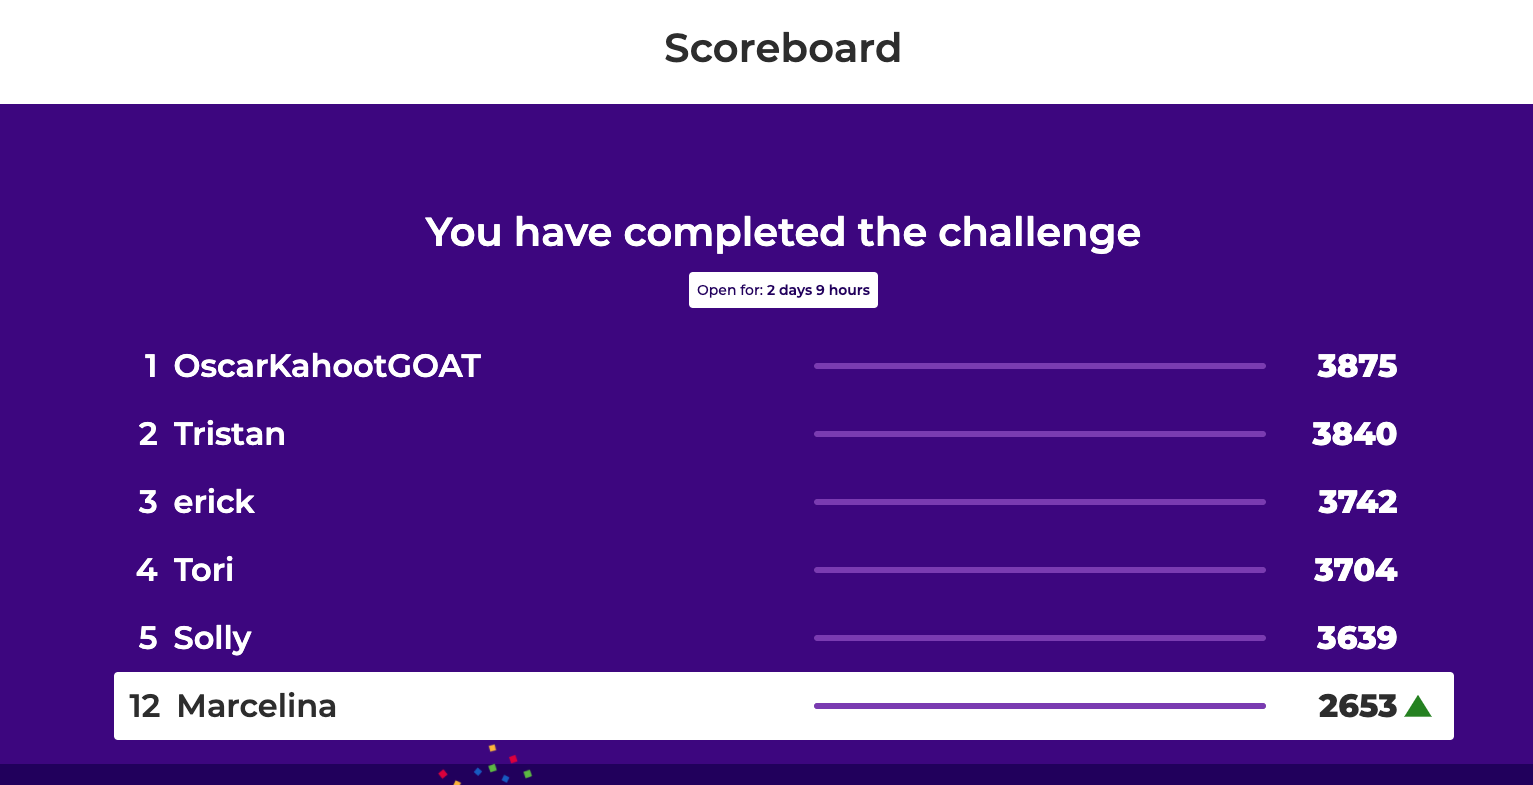 Scoreboard
You have completed the challenge
Open for: 2 days 9 hours
1 OscarKahootGOAT 3875
2 Tristan 3840
3 erick 3742
4 Tori 3704
5 Solly 3639
12 Marcelina 2653